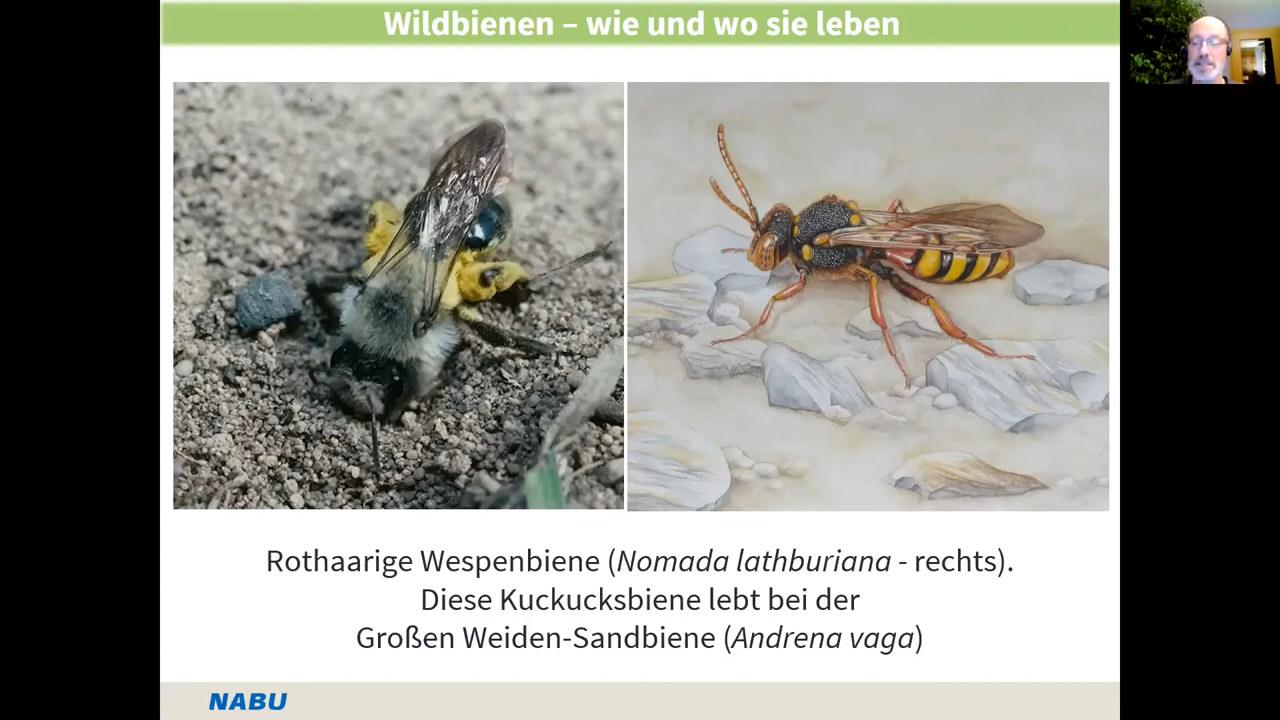 Wildbienen – wie und wo sie leben
Rothaarige Wespenbiene (Nomada lathburiana - rechts).
Diese Kuckucksbiene lebt bei der
Großen Weiden-Sandbiene (Andrena vaga)
NABU